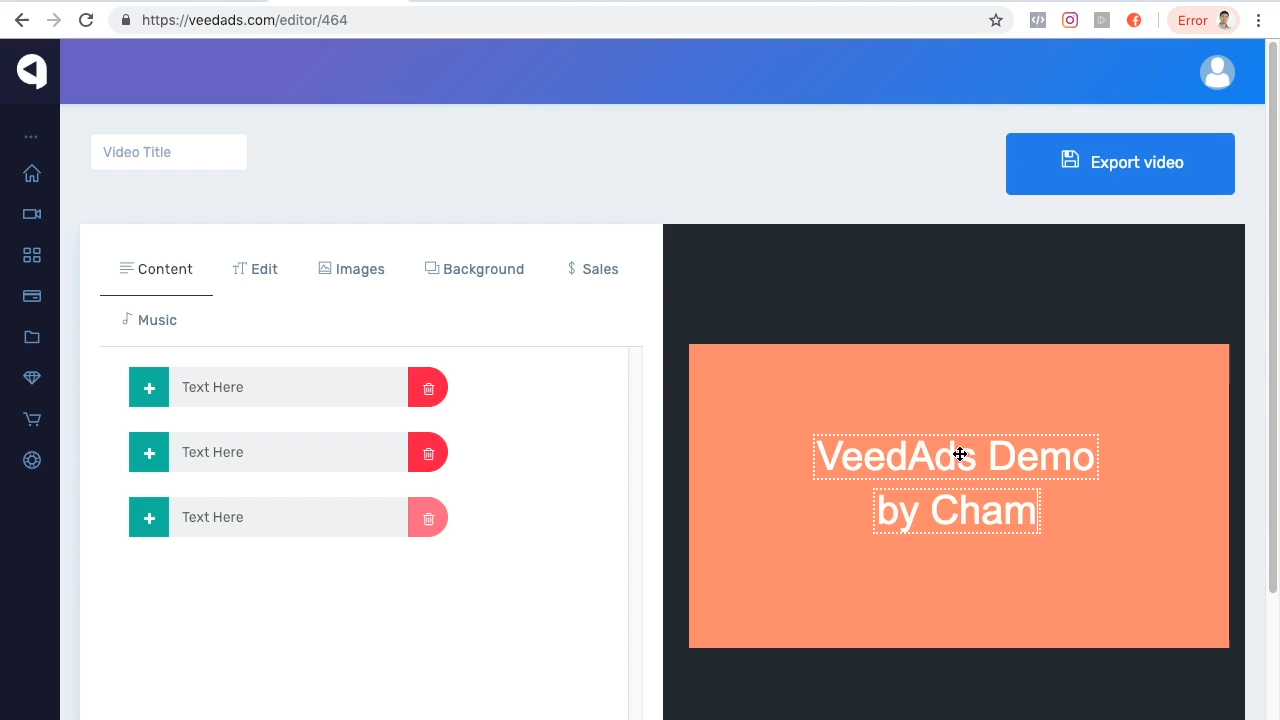 https://veedads.com/editor/464
Error
Video Title
Export video
Content Edit Images Background $ Sales
Music
Text Here
Text Here
Text Here
VeedAds Demo
by Cham